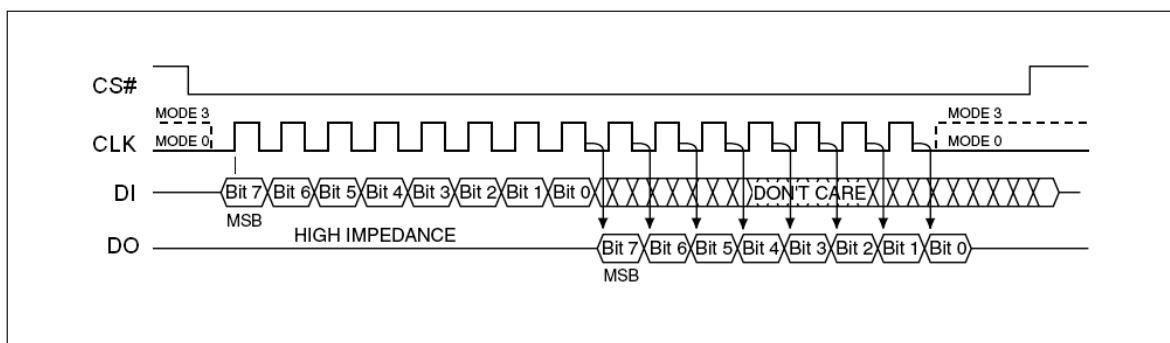 CS#
MODE 3
MODE 3
CLK
MODE 0
MODE 0
DI
Bit 7 Bit 6 Bit 5 Bit 4 Bit 3 Bit 2 Bit 1 Bit 0 DON'T CARE
MSB
HIGH IMPEDANCE
DO
Bit 7 Bit 6 Bit 5 Bit 4 Bit 3 Bit 2 Bit 1 Bit 0
MSB